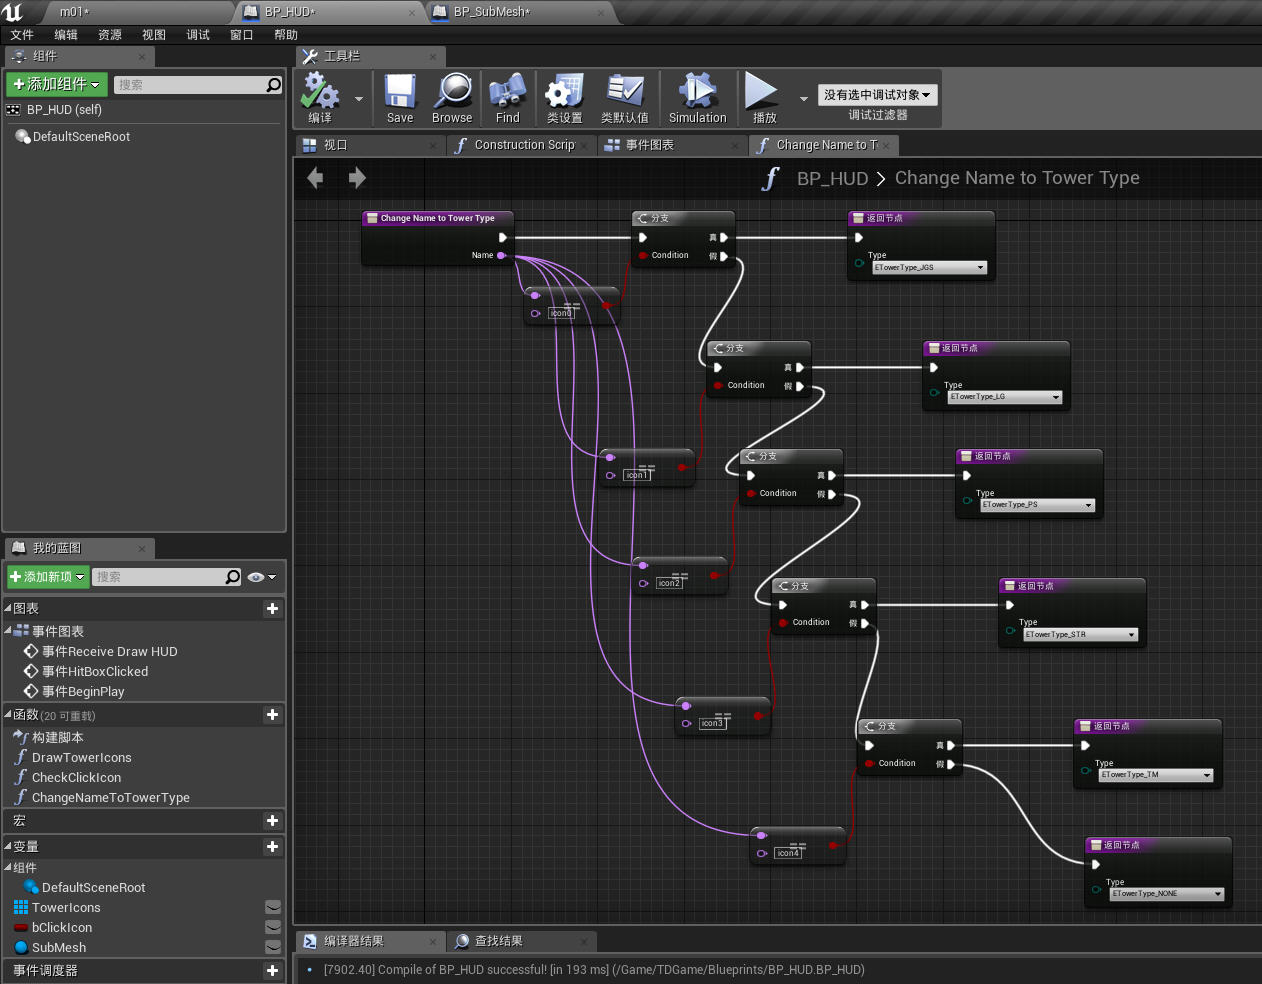 m01*
BP_HUD*
BP_SubMesh*
文件
编辑
资源
视图
调试
窗口
帮助
组件
工具栏
添加组件
搜索
BP_HUD (self)
DefaultSceneRoot
编译
Save
Browse
Find
类设置
类默认值
Simulation
播放
没有选中调试对象
调试过滤器
视口
Construction Scrip
事件图表
Change Name to T
BP_HUD > Change Name to Tower Type
Change Name to Tower Type
Name
分支
Condition
真
假
返回节点
Type
ETowerType_JGS
==
icon0
分支
Condition
真
假
返回节点
Type
ETowerType_LG
==
icon1
分支
Condition
真
假
返回节点
Type
ETowerType_PS
==
icon2
分支
Condition
真
假
返回节点
Type
ETowerType_STR
==
icon3
分支
Condition
真
假
返回节点
Type
ETowerType_TM
==
icon4
返回节点
Type
ETowerType_NONE
我的蓝图
添加新项
搜索
图表
事件图表
事件Receive Draw HUD
事件HitBoxClicked
事件BeginPlay
函数 (20 可重载)
构建脚本
DrawTowerIcons
CheckClickIcon
ChangeNameToTowerType
宏
变量
组件
DefaultSceneRoot
TowerIcons
bClickIcon
SubMesh
事件调度器
编译器结果
查找结果
[7902.40] Compile of BP_HUD successful! [in 193 ms] (/Game/TDGame/Blueprints/BP_HUD.BP_HUD)